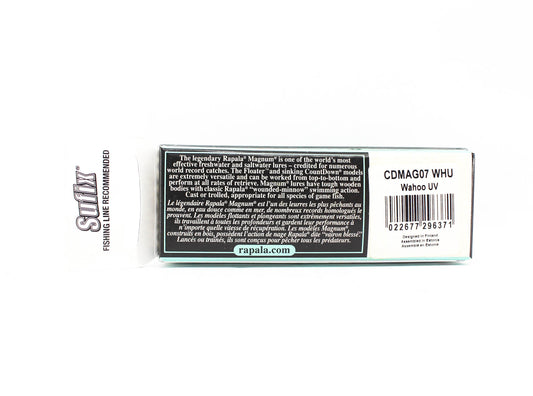 Sufix®
FISHING LINE RECOMMENDED
The legendary Rapala® Magnum® is one of the world's most
effective freshwater and saltwater lures – credited for numerous
world record catches. The Floater™ and sinking CountDown® models
are extremely versatile and can be worked from top-to-bottom and
perform at all rates of retrieve. Magnum® lures have tough wooden
bodies with classic Rapala® "wounded-minnow" swimming action.
Cast or trolled, appropriate for all species of game fish.
Le légendaire Rapala® Magnum® est l'un des leurres les plus pêchants au
monde, en eau douce comme en mer, de nombreux records homologués le
prouvent. Les modèles flottants et plongeants sont extrêmement versatiles,
ils travaillent à toutes profondeurs et gardent leur performance à
n'importe quelle vitesse de récupération. Les modèles Magnum®,
construits en bois, possèdent l'action de nage Rapala® dite "vairon blessé".
Lancés ou traînés, ils sont conçus pour pêcher tous les prédateurs.
rapala.com
CDMAG07 WHU
Wahoo UV
022677 296371
Designed in Finland
Assembled in Estonia
Assemblé en Estonie